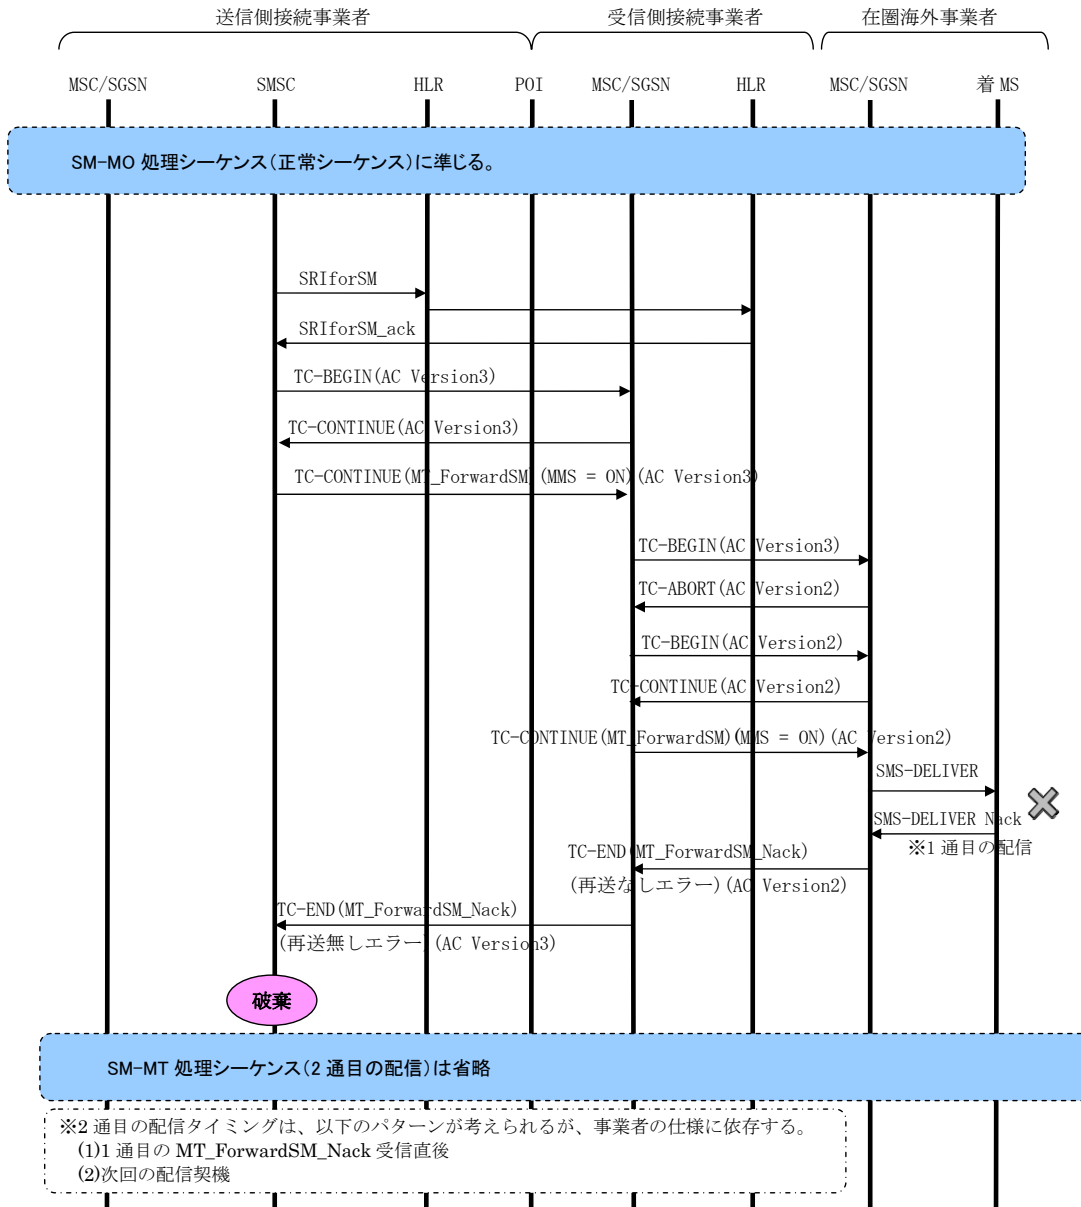 送信側接続事業者 受信側接続事業者 在圏海外事業者
MSC/SGSN SMSC HLR POI MSC/SGSN HLR MSC/SGSN 着 MS
SM-MO 処理シーケンス（正常シーケンス）に準じる。
SRIforSM
SRIforSM_ack
TC-BEGIN(AC Version3)
TC-CONTINUE(AC Version3)
TC-CONTINUE(MT_ForwardSM)(MMS = ON)(AC Version3)
TC-BEGIN(AC Version3)
TC-ABORT(AC Version2)
TC-BEGIN(AC Version2)
TC-CONTINUE(AC Version2)
TC-CONTINUE(MT_ForwardSM)(MMS = ON)(AC Version2)
SMS-DELIVER
SMS-DELIVER Nack
※1 通目の配信
TC-END(MT_ForwardSM_Nack)
(再送なしエラー)(AC Version2)
TC-END(MT_ForwardSM_Nack)
(再送無しエラー)(AC Version3)
破棄
SM-MT 処理シーケンス（2 通目の配信）は省略
※2 通目の配信タイミングは、以下のパターンが考えられるが、事業者の仕様に依存する。
(1)1 通目の MT_ForwardSM_Nack 受信直後
(2)次回の配信契機